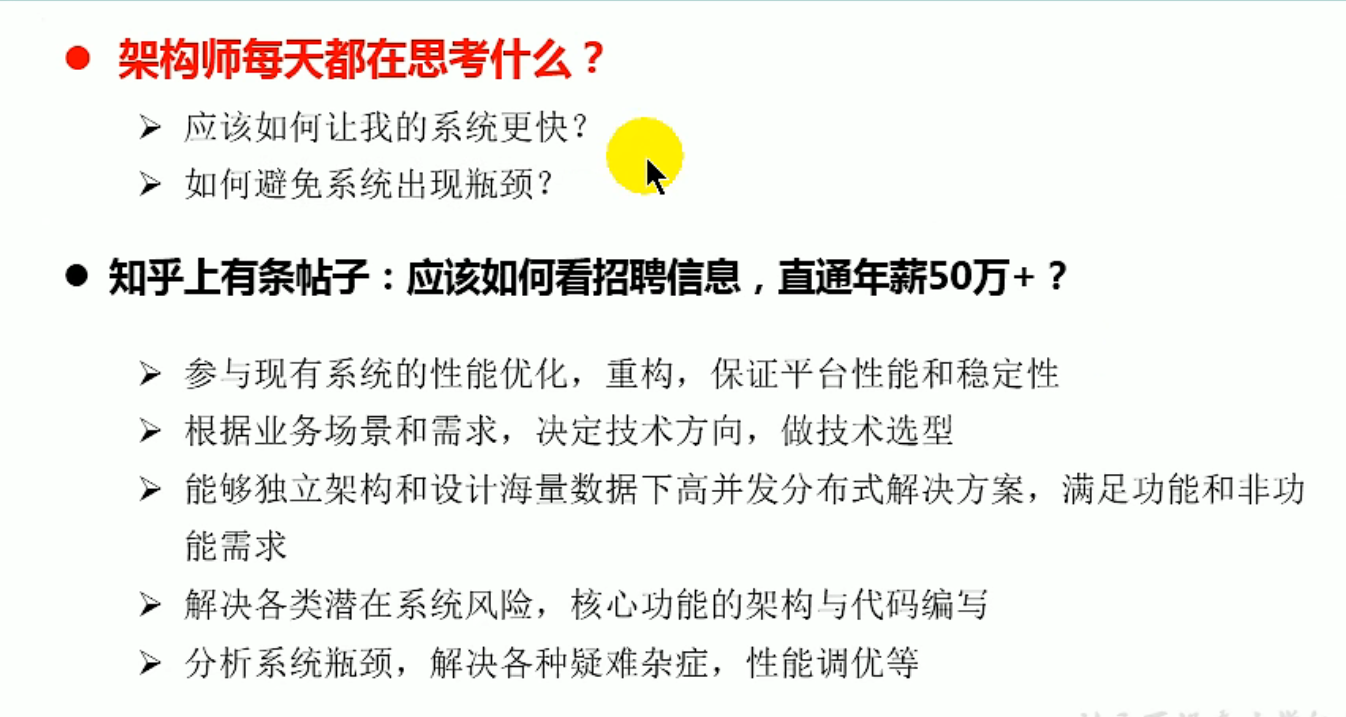 架构师每天都在思考什么？
应该如何让我的系统更快？
如何避免系统出现瓶颈？
知乎上有条帖子：应该如何看招聘信息，直通年薪50万+？
参与现有系统的性能优化，重构，保证平台性能和稳定性
根据业务场景和需求，决定技术方向，做技术选型
能够独立架构和设计海量数据下高并发分布式解决方案，满足功能和非功
能需求
解决各类潜在系统风险，核心功能的架构与代码编写
分析系统瓶颈，解决各种疑难杂症，性能调优等